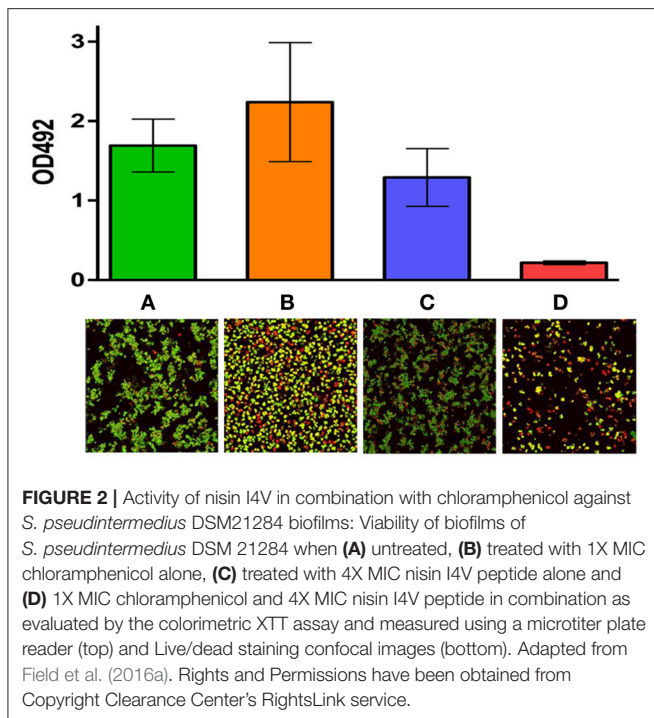 3
2
1
0
OD492
A
B
C
D
FIGURE 2 | Activity of nisin I4V in combination with chloramphenicol against
S. pseudintermedius DSM21284 biofilms: Viability of biofilms of
S. pseudintermedius DSM 21284 when (A) untreated, (B) treated with 1X MIC
chloramphenicol alone, (C) treated with 4X MIC nisin I4V peptide alone and
(D) 1X MIC chloramphenicol and 4X MIC nisin I4V peptide in combination as
evaluated by the colorimetric XTT assay and measured using a microtiter plate
reader (top) and Live/dead staining confocal images (bottom). Adapted from
Field et al. (2016a). Rights and Permissions have been obtained from
Copyright Clearance Center's RightsLink service.